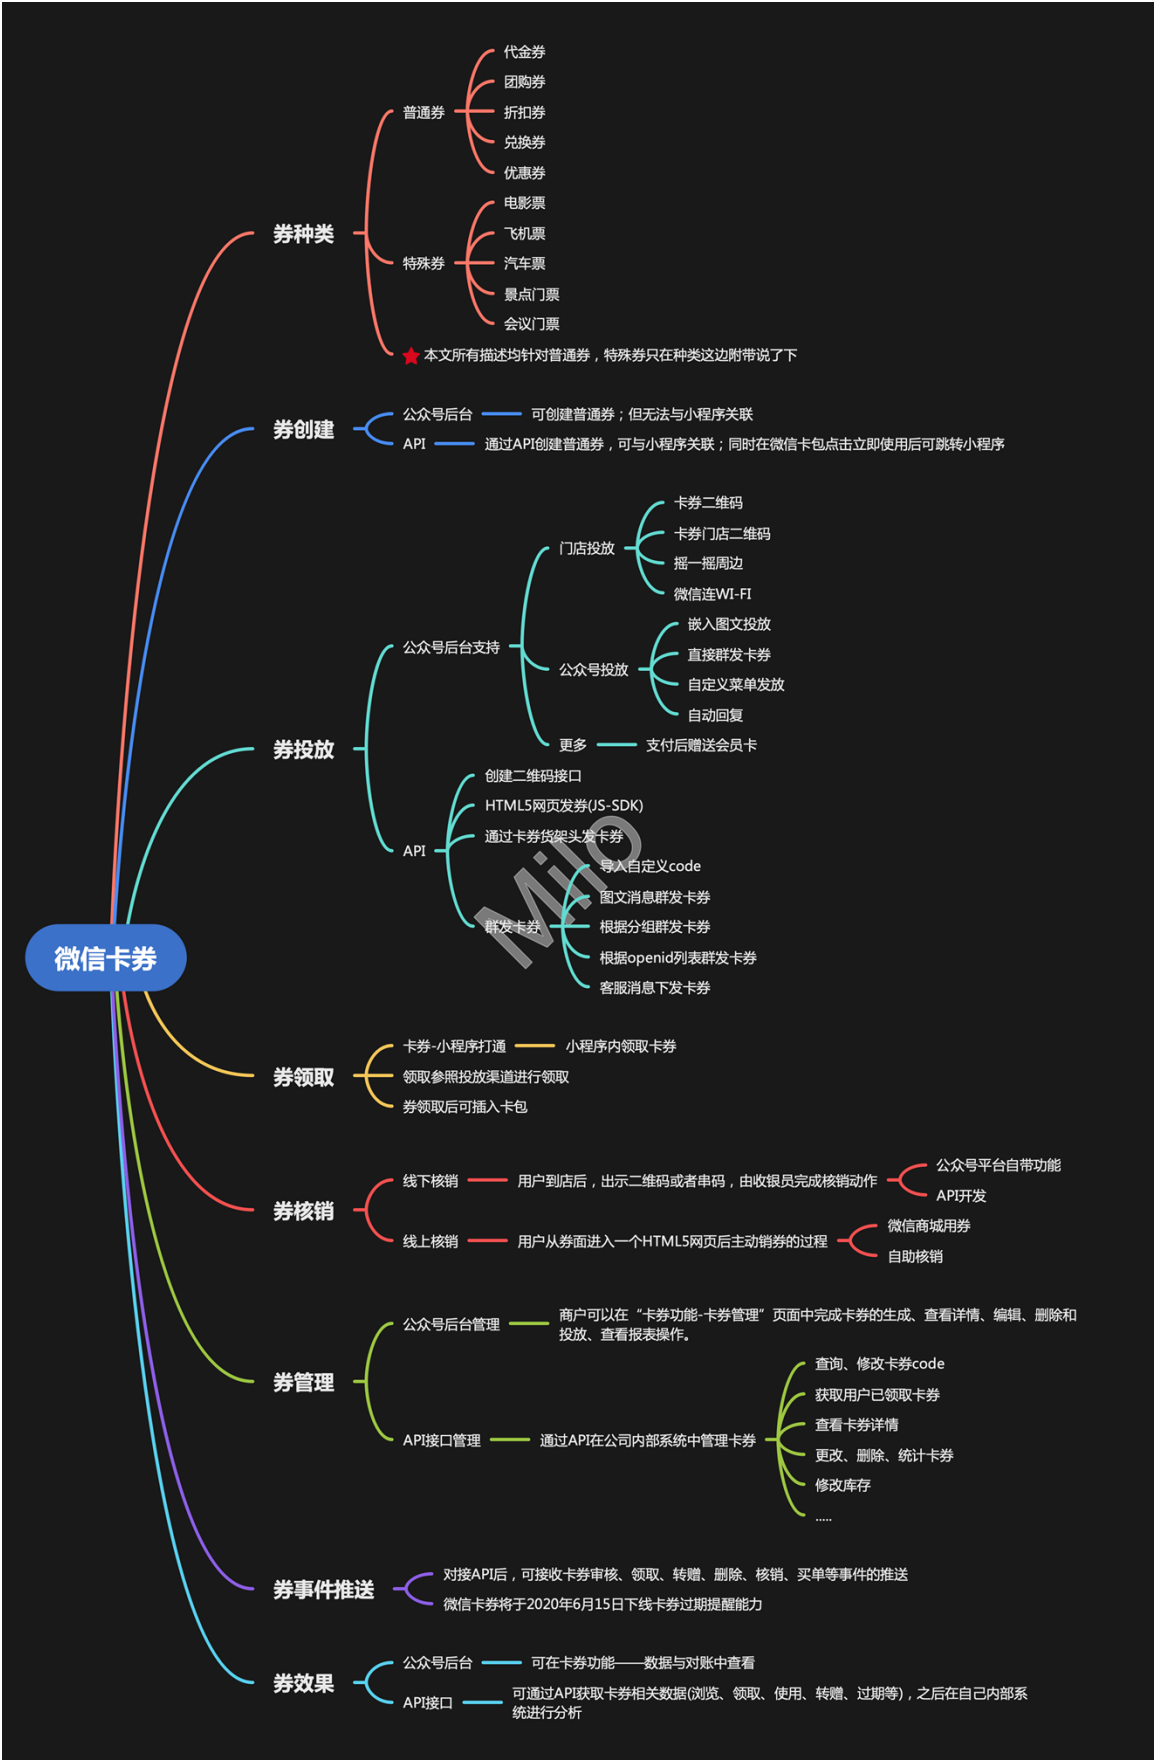 代金券
团购券
普通券
折扣券
兑换券
优惠券
电影票
券种类
飞机票
特殊券
汽车票
景点门票
会议门票
本文所有描述均针对普通券，特殊券只在种类这边附带说了下
公众号后台
可创建普通券；但无法与小程序关联
券创建
API
通过API创建普通券，可与小程序关联；同时在微信卡包点击立即使用后可跳转小程序
卡券二维码
卡券门店二维码
门店投放
摇一摇周边
微信连WI-FI
嵌入图文投放
公众号后台支持
直接群发卡券
公众号投放
自定义菜单发放
自动回复
券投放
更多
支付后赠送会员卡
创建二维码接口
HTML5网页发券(JS-SDK)
通过卡券货架头发卡券
API
导入自定义code
图文消息群发卡券
群发卡券
根据分组群发卡券
根据openid列表群发卡券
客服消息下发卡券
Milo
微信卡券
卡券-小程序打通
小程序内领取卡券
券领取
领取参照投放渠道进行领取
券领取后可插入卡包
公众号平台自带功能
线下核销
用户到店后，出示二维码或者串码，由收银员完成核销动作
API开发
券核销
微信商城用券
线上核销
用户从券面进入一个HTML5网页后主动销券的过程
自助核销
公众号后台管理
商户可以在“卡券功能-卡券管理”页面中完成卡券的生成、查看详情、编辑、删除和
投放、查看报表操作。
券管理
查询、修改卡券code
获取用户已领取卡券
查看卡券详情
API接口管理
通过API在公司内部系统中管理卡券
更改、删除、统计卡券
修改库存
.....
对接API后，可接收卡券审核、领取、转赠、删除、核销、买单等事件的推送
券事件推送
微信卡券将于2020年6月15日下线卡券过期提醒能力
公众号后台
可在卡券功能——数据与对账中查看
券效果
API接口
可通过API获取卡券相关数据(浏览、领取、使用、转赠、过期等)，之后在自己内部系
统进行分析